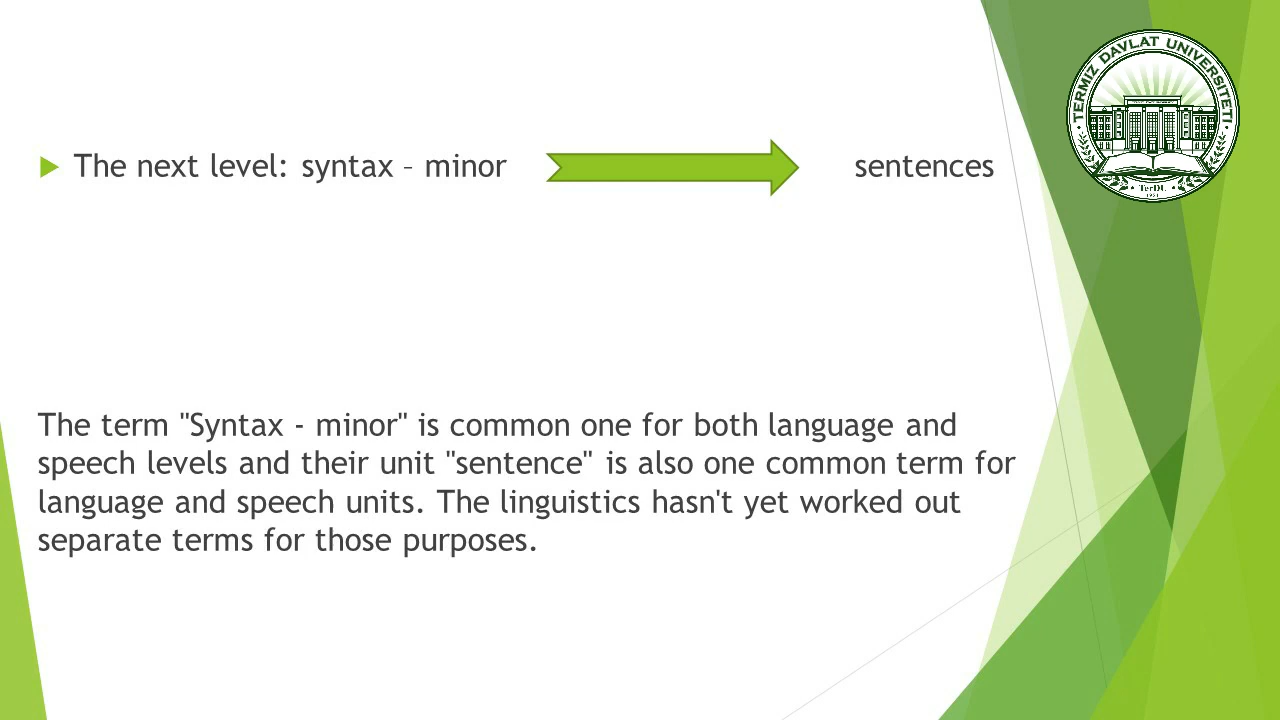 The next level: syntax – minor sentences
The term "Syntax - minor" is common one for both language and
speech levels and their unit "sentence" is also one common term for
language and speech units. The linguistics hasn't yet worked out
separate terms for those purposes.
TERMIZ DAVLAT UNIVERSITETI
TerDU